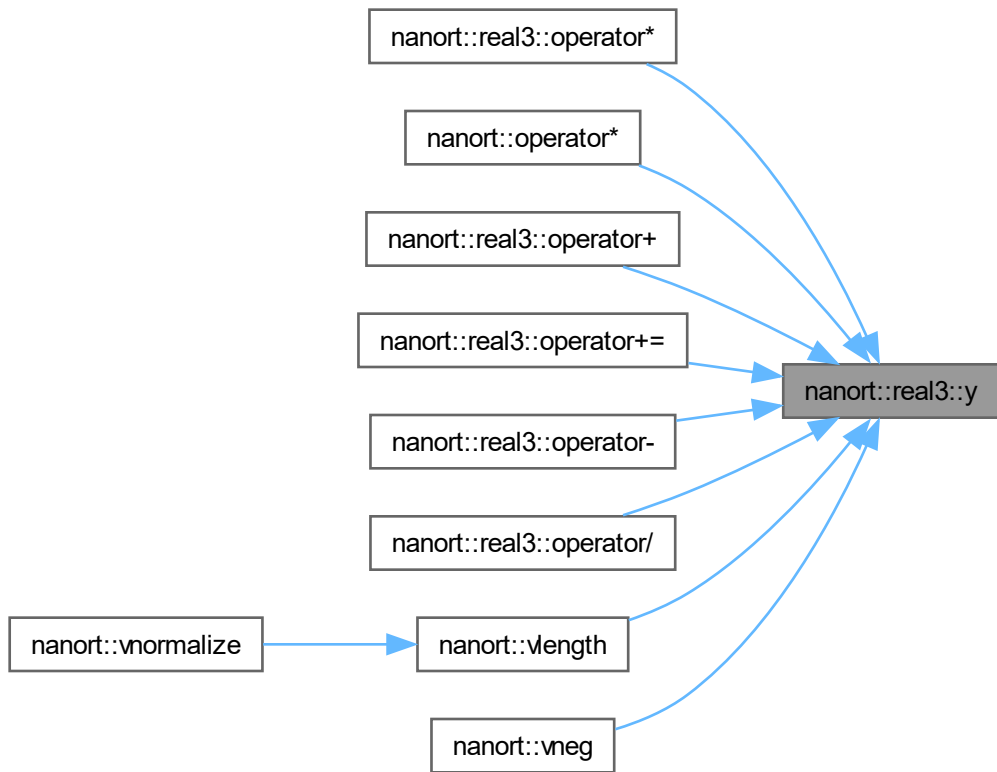 nanort::real3::operator*
nanort::operator*
nanort::real3::operator+
nanort::real3::operator+=
nanort::real3::y
nanort::real3::operator-
nanort::real3::operator/
nanort::vnormalize
nanort::vlength
nanort::vneg